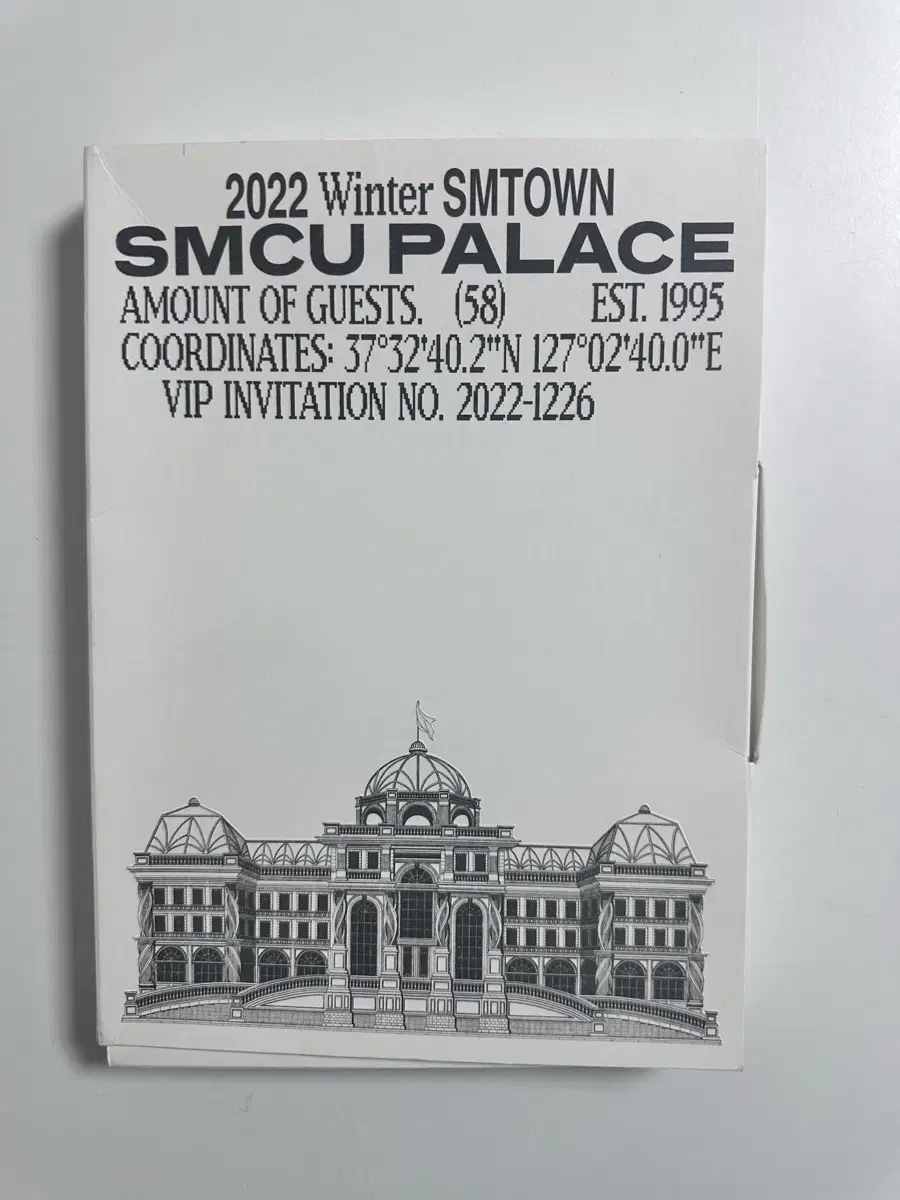 2022 Winter SMTOWN
SMCU PALACE
AMOUNT OF GUESTS. (58) EST. 1995
COORDINATES: 37°32'40.2"N 127°02'40.0"E
VIP INVITATION NO. 2022-1226